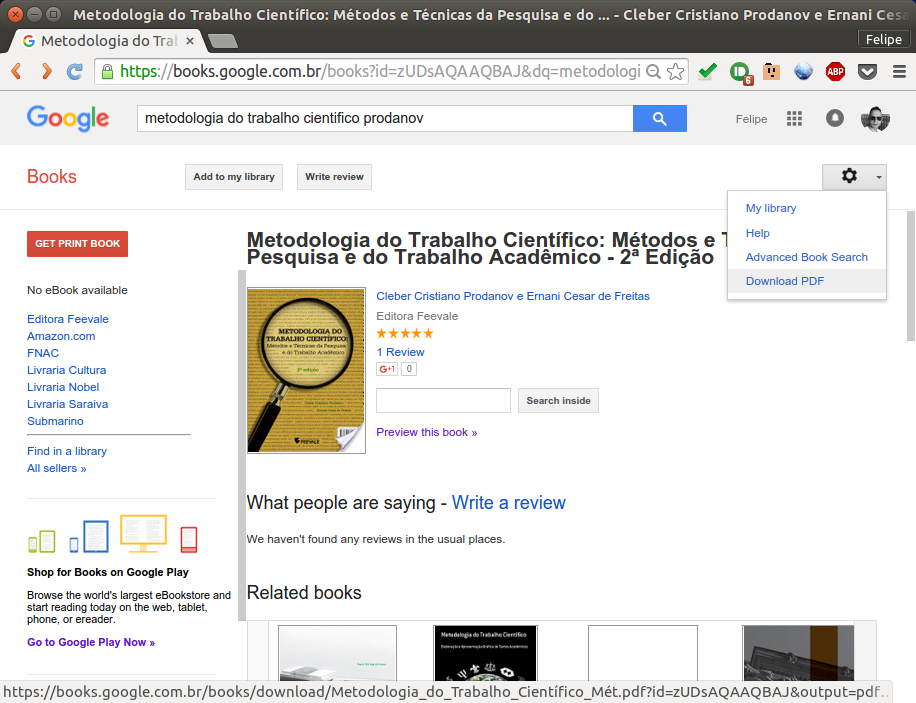 Metodologia do Trabalho Científico: Métodos e Técnicas da Pesquisa e do ... - Cleber Cristiano Prodanov e Ernani Cesa
Metodologia do Tral
Felipe
https://books.google.com.br/books?id=zUDsAQAAQBAJ&dq=metodologi
6
ABP
Google
metodologia do trabalho cientifico prodanov
Felipe
Books
Add to my library
Write review
My library
Help
Advanced Book Search
Download PDF
GET PRINT BOOK
No eBook available
Editora Feevale
Amazon.com
FNAC
Livraria Cultura
Livraria Nobel
Livraria Saraiva
Submarino
Find in a library
All sellers »
Shop for Books on Google Play
Browse the world's largest eBookstore and
start reading today on the web, tablet,
phone, or ereader.
Go to Google Play Now »
Metodologia do Trabalho Científico: Métodos e T
Pesquisa e do Trabalho Acadêmico - 2ª Edição
METODOLOGIA DO
TRABALHO CIENTÍFICO:
Métodos e Técnicas da Pesquisa
e do Trabalho Acadêmico
2ª edição
FEEVALE
Cleber Cristiano Prodanov e Ernani Cesar de Freitas
Editora Feevale
1 Review
G+1
0
Search inside
Preview this book »
What people are saying - Write a review
We haven't found any reviews in the usual places.
Related books
Metodologia do Trabalho Científico
https://books.google.com.br/books/download/Metodologia_do_Trabalho_Científico_Mét.pdf?id=zUDsAQAAQBAJ&output=pdf...